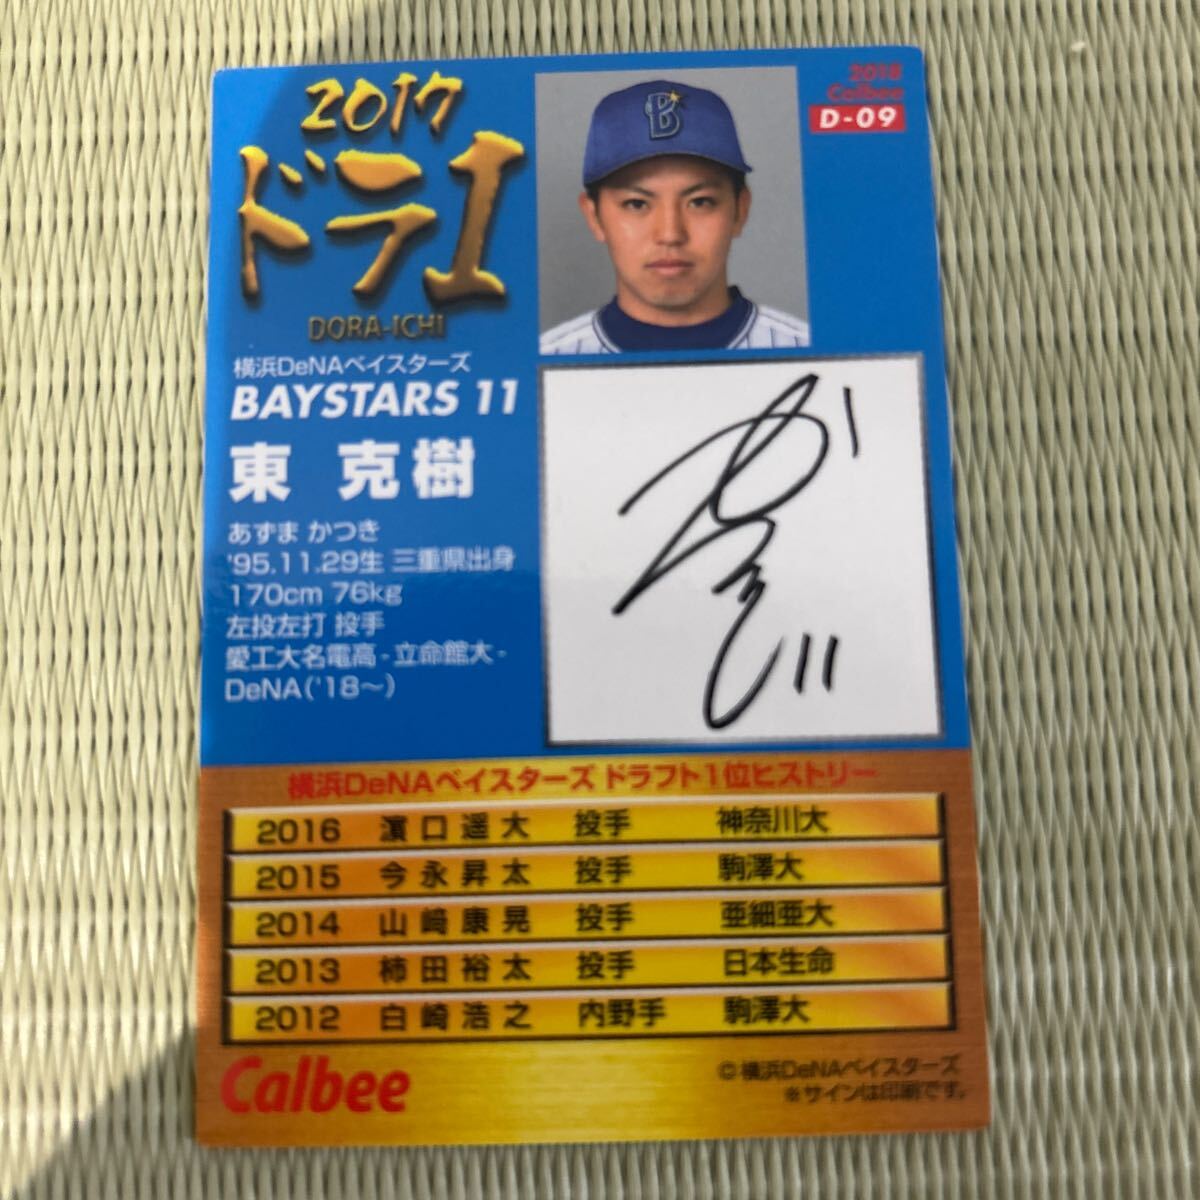 2017
ドラ1
DORA-ICHI
2018
Calbee
D-09
B
横浜DeNAベイスターズ
BAYSTARS 11
東 克樹
あずま かつき
'95.11.29生 三重県出身
170cm 76kg
左投左打 投手
愛工大名電高-立命館大-
DeNA('18～)
11
横浜DeNAベイスターズ ドラフト1位ヒストリー
2016 濵口遥大 投手 神奈川大
2015 今永昇太 投手 駒澤大
2014 山﨑康晃 投手 亜細亜大
2013 柿田裕太 投手 日本生命
2012 白崎浩之 内野手 駒澤大
Calbee
©横浜DeNAベイスターズ
※サインは印刷です。